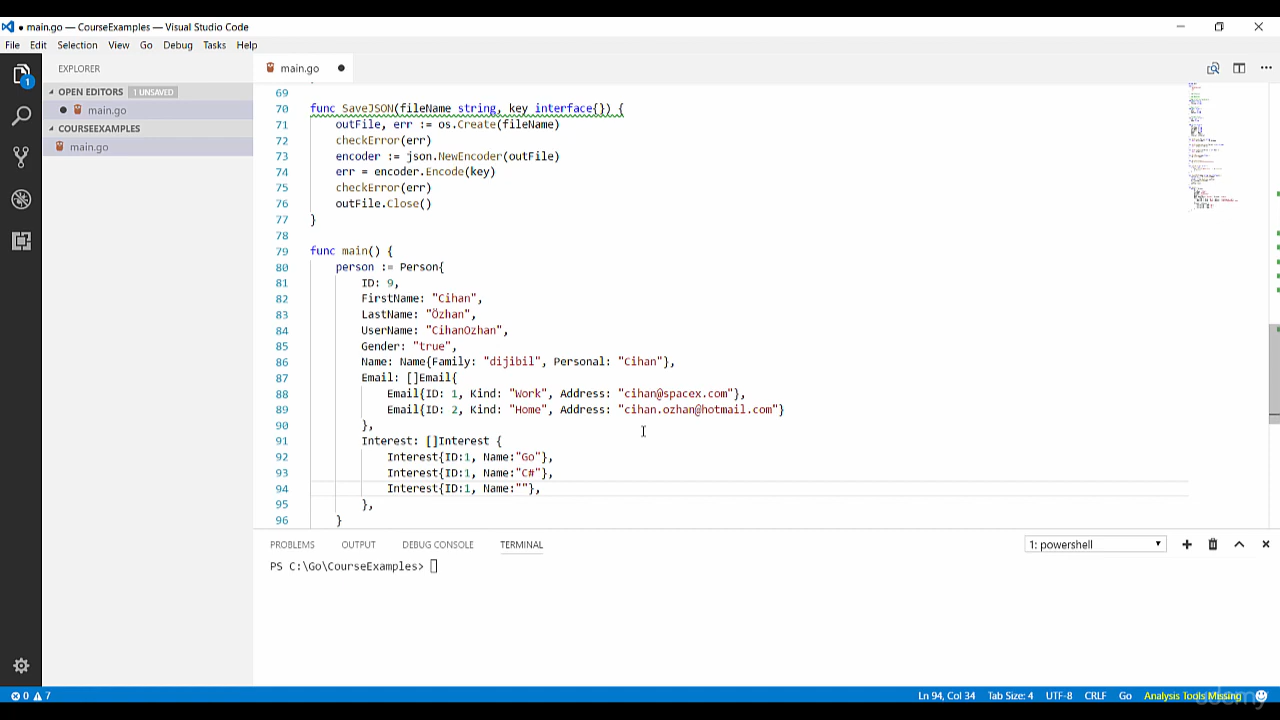 main.go — CourseExamples — Visual Studio Code
File Edit Selection View Go Debug Tasks Help
EXPLORER
main.go
OPEN EDITORS 1 UNSAVED
main.go
COURSEEXAMPLES
main.go
1
69
70 func SaveJSON(fileName string, key interface{}) {
71 outFile, err := os.Create(fileName)
72 checkError(err)
73 encoder := json.NewEncoder(outFile)
74 err = encoder.Encode(key)
75 checkError(err)
76 outFile.Close()
77 }
78
79 func main() {
80 person := Person{
81 ID: 9,
82 FirstName: "Cihan",
83 LastName: "Özhan",
84 UserName: "CihanOzhan",
85 Gender: "true",
86 Name: Name{Family: "dijibil", Personal: "Cihan"},
87 Email: []Email{
88 Email{ID: 1, Kind: "Work", Address: "cihan@spacex.com"},
89 Email{ID: 2, Kind: "Home", Address: "cihan.ozhan@hotmail.com"}
90 },
91 Interest: []Interest {
92 Interest{ID:1, Name:"Go"},
93 Interest{ID:1, Name:"C#"},
94 Interest{ID:1, Name:""},
95 },
96 }
PROBLEMS OUTPUT DEBUG CONSOLE TERMINAL 1: powershell
PS C:\Go\CourseExamples>
0 7 Ln 94, Col 34 Tab Size: 4 UTF-8 CRLF Go Analysis Tools Missing